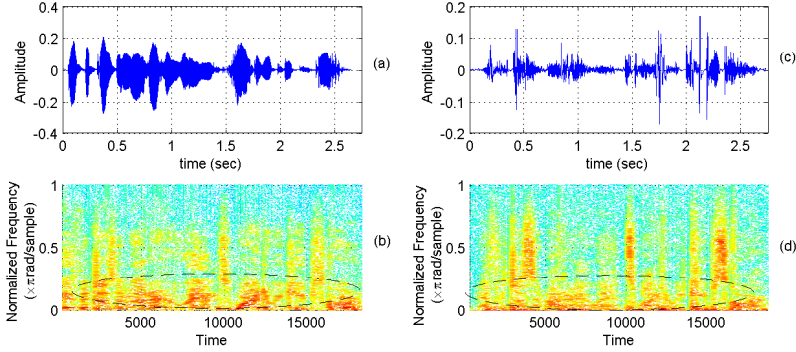 0.4
0.2
0
-0.2
-0.4
Amplitude
0 0.5 1 1.5 2 2.5
time (sec)
(a)
0.2
0.1
0
-0.1
-0.2
Amplitude
0 0.5 1 1.5 2 2.5
time (sec)
(c)
1
0.5
0
Normalized Frequency
(×πrad/sample)
5000 10000 15000
Time
(b)
1
0.5
0
Normalized Frequency
(×πrad/sample)
5000 10000 15000
Time
(d)